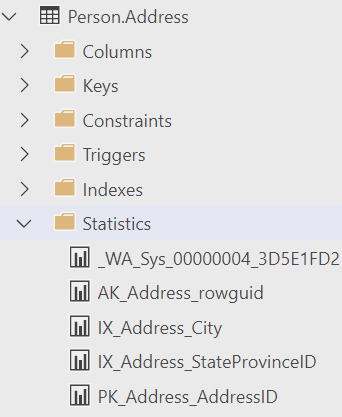 Person.Address
Columns
Keys
Constraints
Triggers
Indexes
Statistics
_WA_Sys_00000004_3D5E1FD2
AK_Address_rowguid
IX_Address_City
IX_Address_StateProvinceID
PK_Address_AddressID